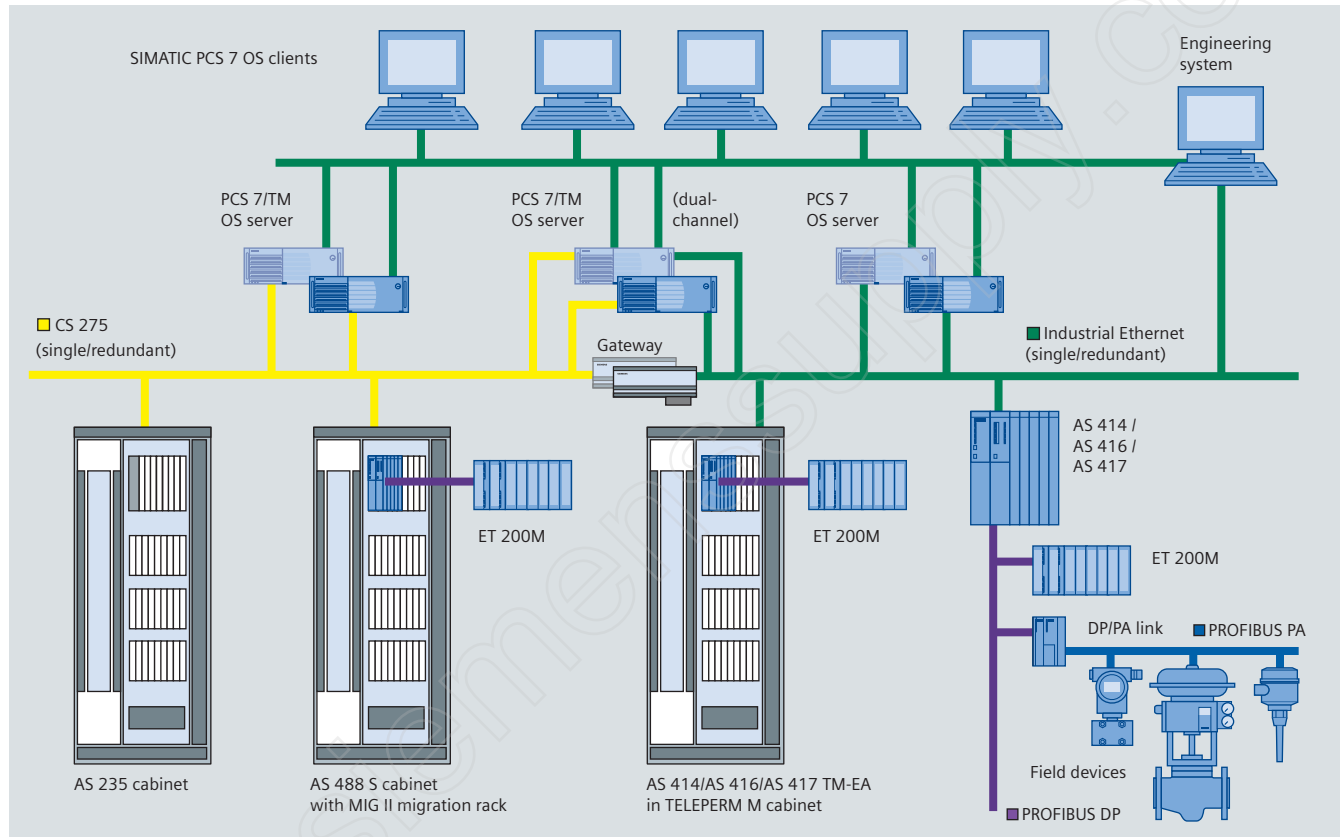 SIMATIC PCS 7 OS clients
Engineering
system
PCS 7/TM
OS server
PCS 7/TM
OS server
(dual-
channel)
PCS 7
OS server
CS 275
(single/redundant)
Gateway
Industrial Ethernet
(single/redundant)
AS 414 /
AS 416 /
AS 417
ET 200M
ET 200M
ET 200M
DP/PA link
PROFIBUS PA
Field devices
AS 235 cabinet
AS 488 S cabinet
with MIG II migration rack
AS 414/AS 416/AS 417 TM-EA
in TELEPERM M cabinet
PROFIBUS DP
siemenssupply.co